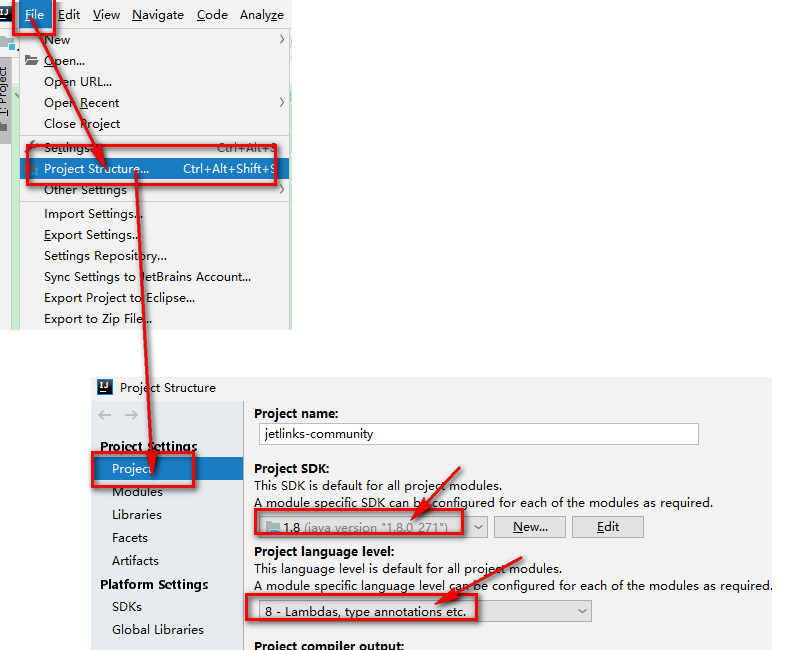 IJ
File Edit View Navigate Code Analyze
1: Project
New
Open...
Open URL...
Open Recent
Close Project
Settings... Ctrl+Alt+S
Project Structure... Ctrl+Alt+Shift+S
Other Settings
Import Settings...
Export Settings...
Settings Repository...
Sync Settings to JetBrains Account...
Export Project to Eclipse...
Export to Zip File...
IJ Project Structure
Project Settings
Project
Modules
Libraries
Facets
Artifacts
Platform Settings
SDKs
Global Libraries
Project name:
jetlinks-community
Project SDK:
This SDK is default for all project modules.
A module specific SDK can be configured for each of the modules as required.
1.8 (java version "1.8.0_271") New... Edit
Project language level:
This language level is default for all project modules.
A module specific language level can be configured for each of the modules as required.
8 - Lambdas, type annotations etc.
Project compiler output: